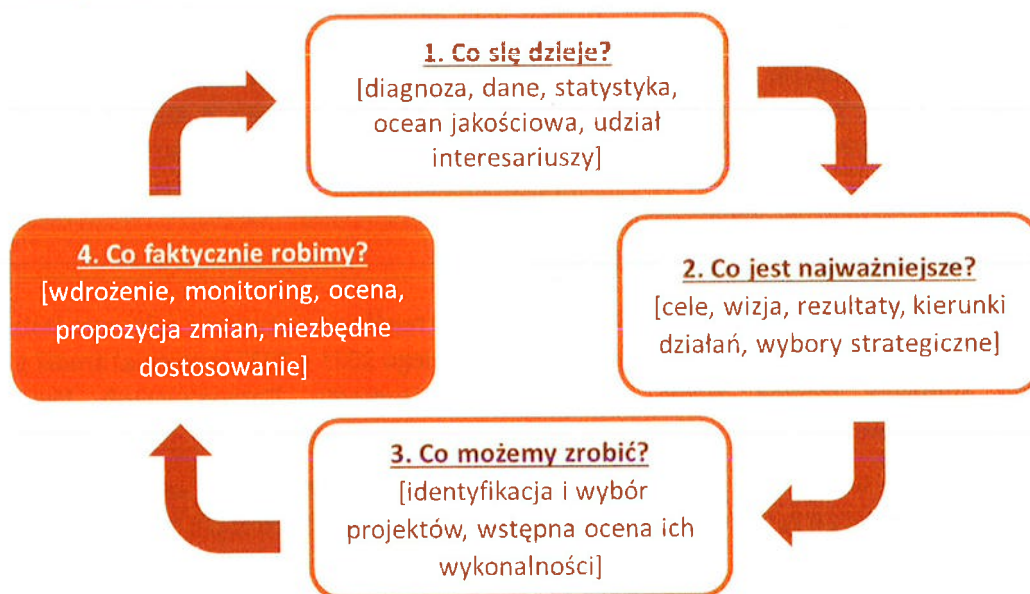 1. Co się dzieje?
[diagnoza, dane, statystyka,
ocean jakościowa, udział
interesariuszy]
2. Co jest najważniejsze?
[cele, wizja, rezultaty, kierunki
działań, wybory strategiczne]
3. Co możemy zrobić?
[identyfikacja i wybór
projektów, wstępna ocena ich
wykonalności]
4. Co faktycznie robimy?
[wdrożenie, monitoring, ocena,
propozycja zmian, niezbędne
dostosowanie]